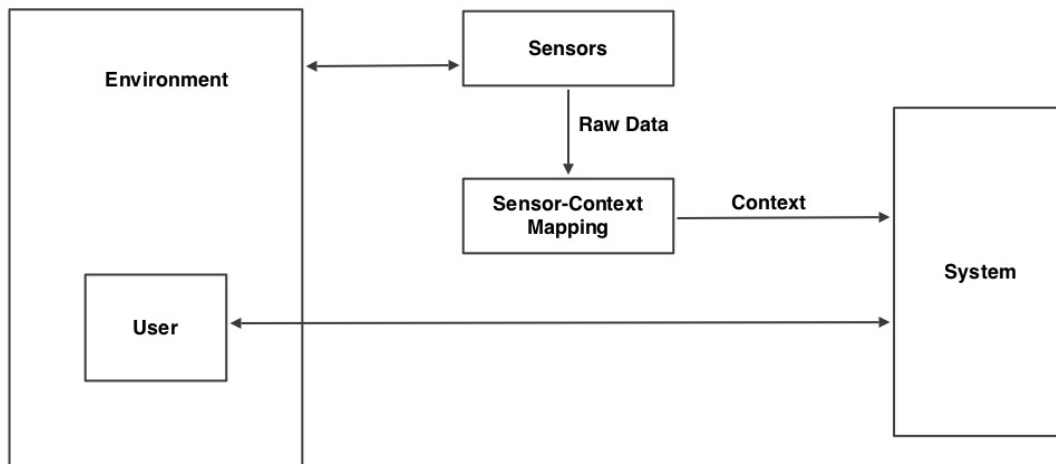 Sensors
Environment
Raw Data
Sensor-Context
Mapping
Context
System
User